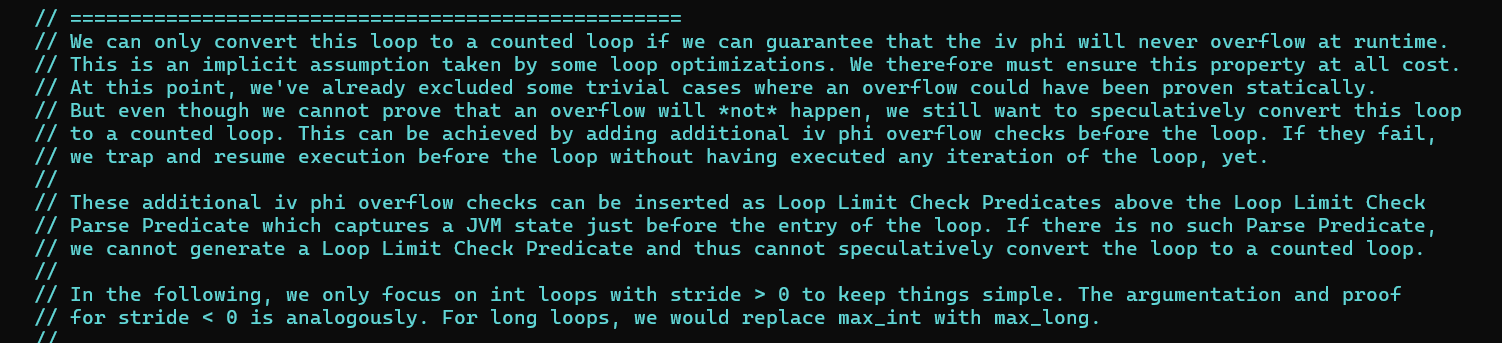 // ===================================================
// We can only convert this loop to a counted loop if we can guarantee that the iv phi will never overflow at runtime.
// This is an implicit assumption taken by some loop optimizations. We therefore must ensure this property at all cost.
// At this point, we've already excluded some trivial cases where an overflow could have been proven statically.
// But even though we cannot prove that an overflow will *not* happen, we still want to speculatively convert this loop
// to a counted loop. This can be achieved by adding additional iv phi overflow checks before the loop. If they fail,
// we trap and resume execution before the loop without having executed any iteration of the loop, yet.
//
// These additional iv phi overflow checks can be inserted as Loop Limit Check Predicates above the Loop Limit Check
// Parse Predicate which captures a JVM state just before the entry of the loop. If there is no such Parse Predicate,
// we cannot generate a Loop Limit Check Predicate and thus cannot speculatively convert the loop to a counted loop.
//
// In the following, we only focus on int loops with stride > 0 to keep things simple. The argumentation and proof
// for stride < 0 is analogously. For long loops, we would replace max_int with max_long.
//